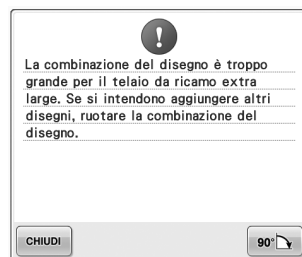 La combinazione del disegno è troppo
grande per il telaio da ricamo extra
large. Se si intendono aggiungere altri
disegni, ruotare la combinazione del
disegno.
CHIUDI
90°